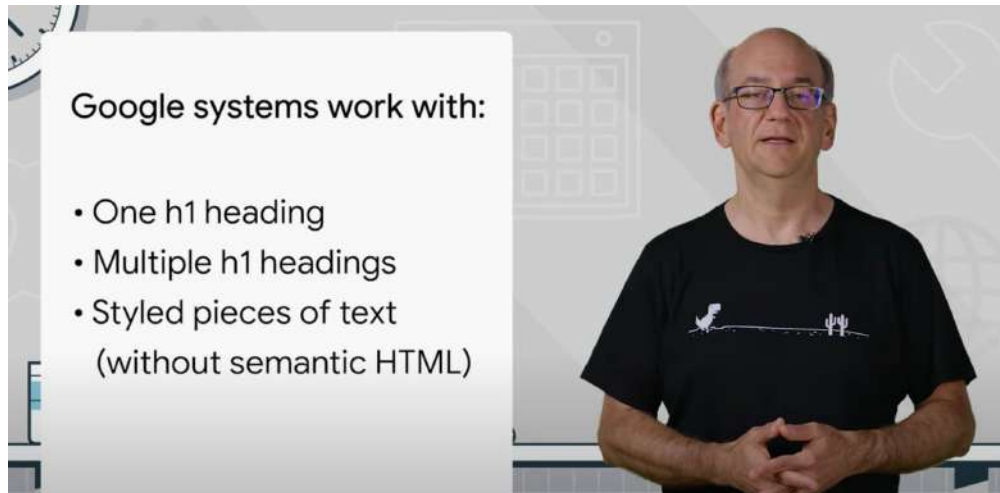 Google systems work with:
• One h1 heading
• Multiple h1 headings
• Styled pieces of text
(without semantic HTML)